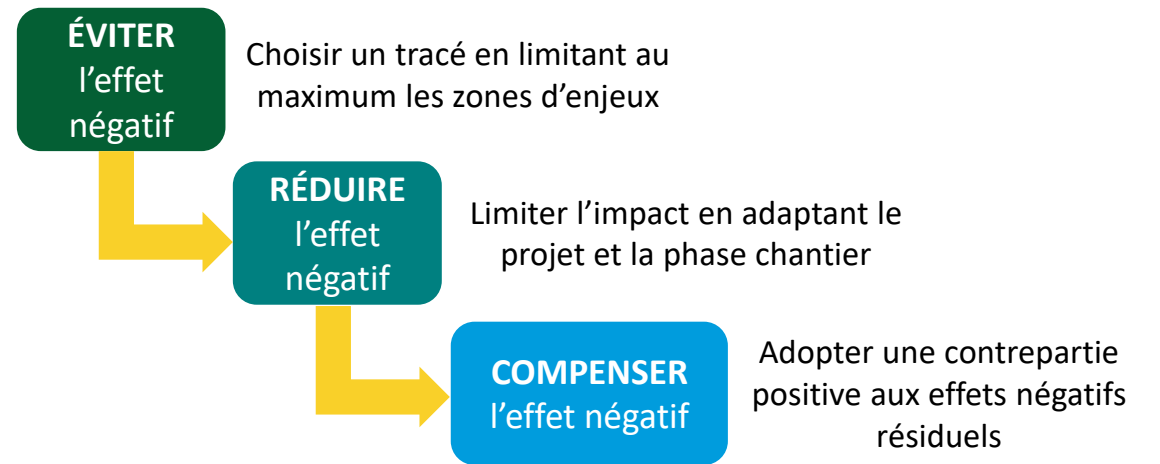 ÉVITER
l’effet
négatif
Choisir un tracé en limitant au
maximum les zones d’enjeux
RÉDUIRE
l’effet
négatif
Limiter l’impact en adaptant le
projet et la phase chantier
COMPENSER
l’effet négatif
Adopter une contrepartie
positive aux effets négatifs
résiduels